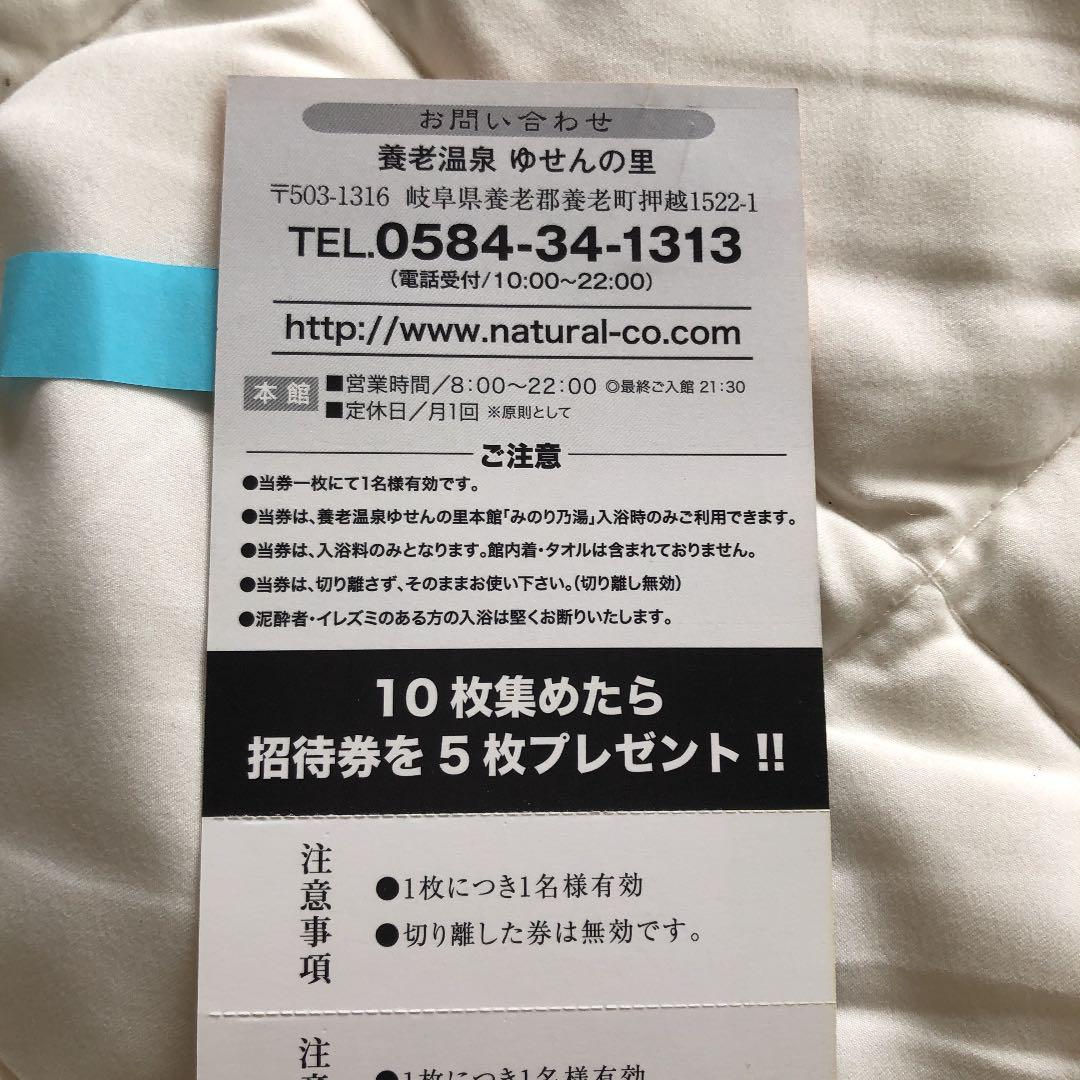 お問い合わせ
養老温泉 ゆせんの里
〒503-1316 岐阜県養老郡養老町押越1522-1
TEL.0584-34-1313
(電話受付/10:00～22:00)
http://www.natural-co.com
本館
■営業時間/8:00～22:00 ◎最終ご入館 21:30
■定休日/月1回 ※原則として
ご注意
●当券一枚にて1名様有効です。
●当券は、養老温泉ゆせんの里本館「みのり乃湯」入浴時のみご利用できます。
●当券は、入浴料のみとなります。館内着・タオルは含まれておりません。
●当券は、切り離さず、そのままお使い下さい。(切り離し無効)
●泥酔者・イレズミのある方の入浴は堅くお断りいたします。
10枚集めたら
招待券を5枚プレゼント!!
注意事項
●1枚につき1名様有効
●切り離した券は無効です。
注意
●1枚につき1名様有効